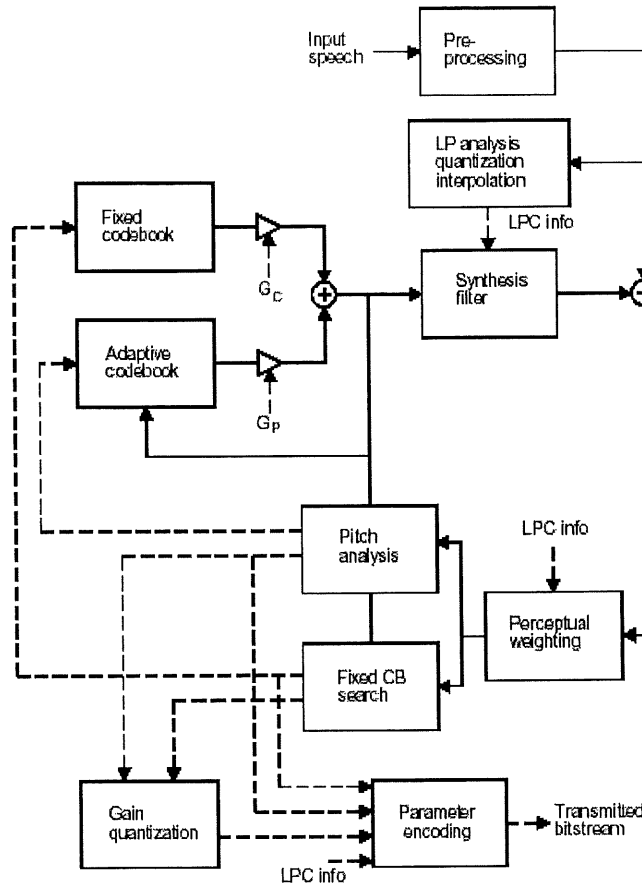 Input
speech
Pre-
processing
LP analysis
quantization
interpolation
Fixed
codebook
LPC info
Synthesis
filter
G C
Adaptive
codebook
G P
LPC info
Pitch
analysis
Perceptual
weighting
Fixed CB
search
Gain
quantization
Parameter
encoding
Transmitted
bitstream
LPC info